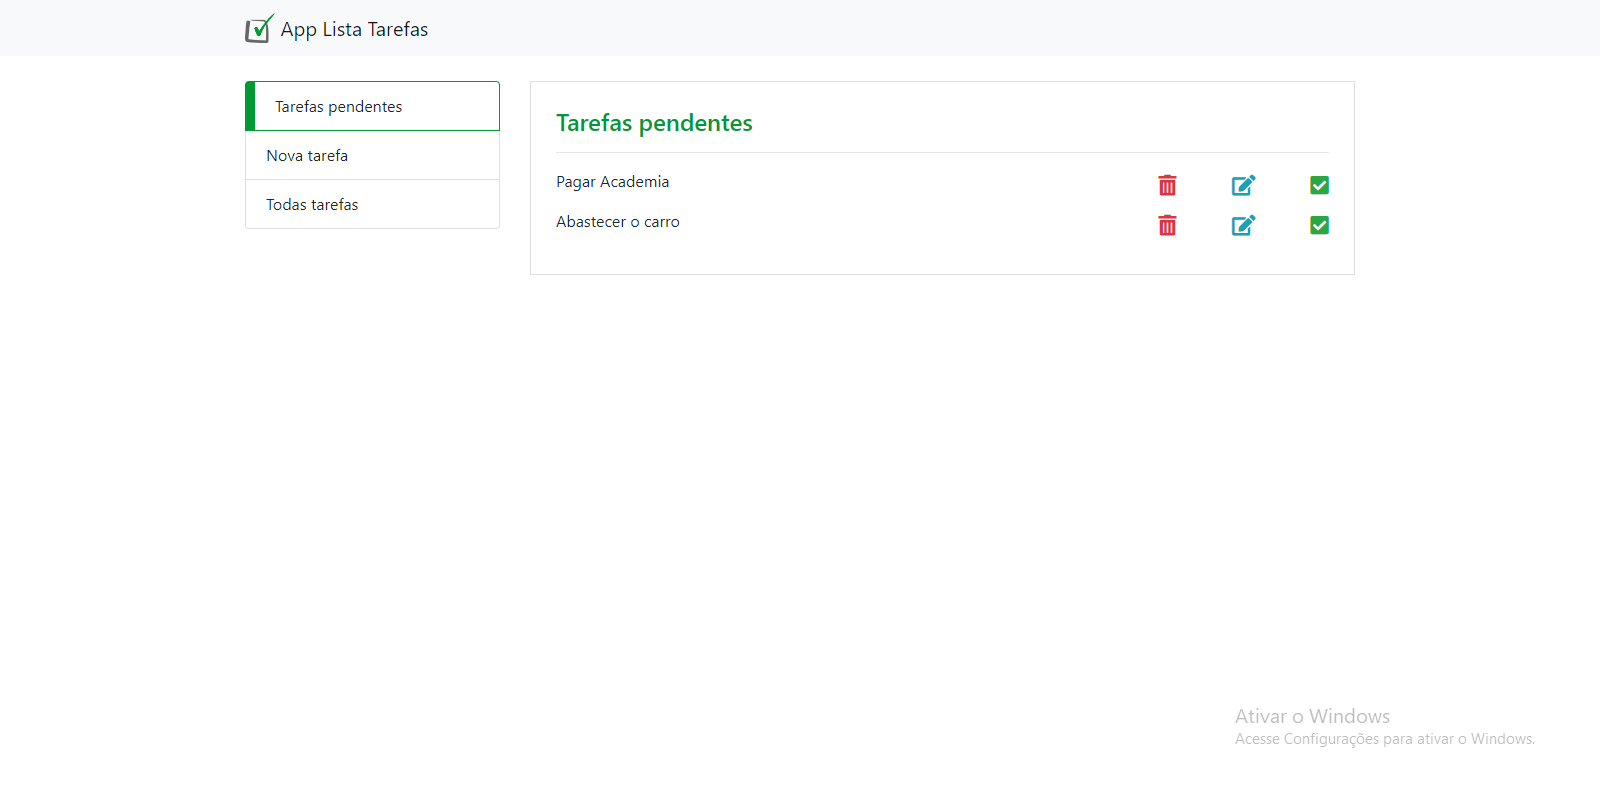 App Lista Tarefas
Tarefas pendentes
Nova tarefa
Todas tarefas
Tarefas pendentes
Pagar Academia
Abastecer o carro
Ativar o Windows
Acesse Configurações para ativar o Windows.